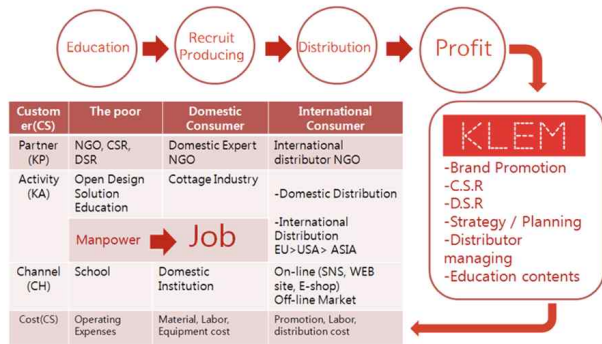 Education
Recruit
Producing
Distribution
Profit
Custom
er(CS)
The poor
Domestic
Consumer
International
Consumer
Partner
(KP)
NGO, CSR,
DSR
Domestic Expert
NGO
International
distributor NGO
Activity
(KA)
Open Design
Solution
Education
Cottage Industry
-Domestic Distribution
-International
Distribution
EU>USA> ASIA
Manpower
Job
Channel
(CH)
School
Domestic
Institution
On-line (SNS, WEB
site, E-shop)
Off-line Market
Cost(CS)
Operating
Expenses
Material, Labor,
Equipment cost
Promotion, Labor,
distribution cost
KLEM
-Brand Promotion
-C.S.R
-D.S.R
-Strategy / Planning
-Distributor
managing
-Education contents